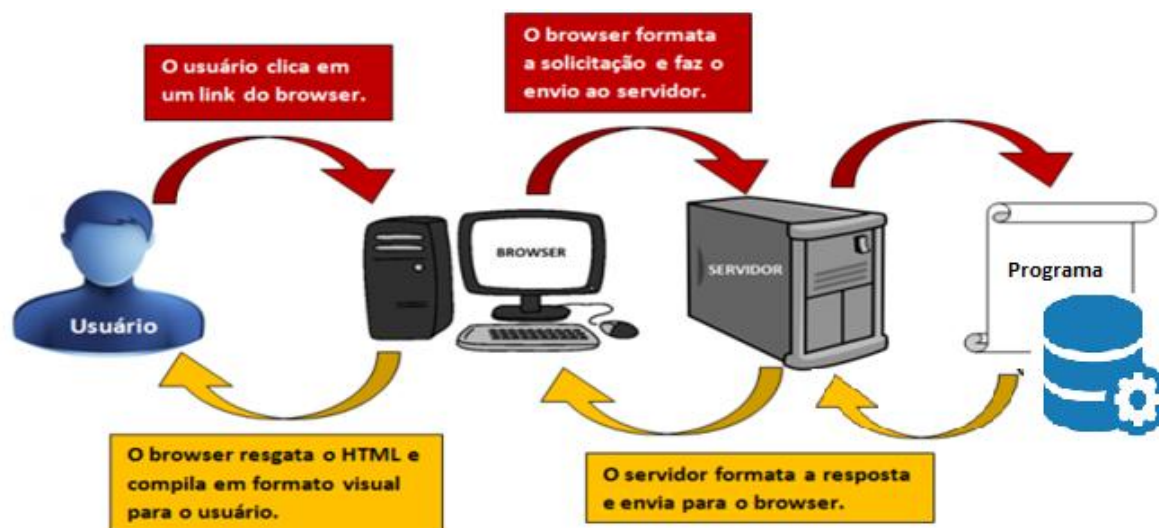 O usuário clica em
um link do browser.
O browser formata
a solicitação e faz o
envio ao servidor.
Usuário
BROWSER
SERVIDOR
Programa
O browser resgata o HTML e
compila em formato visual
para o usuário.
O servidor formata a resposta
e envia para o browser.